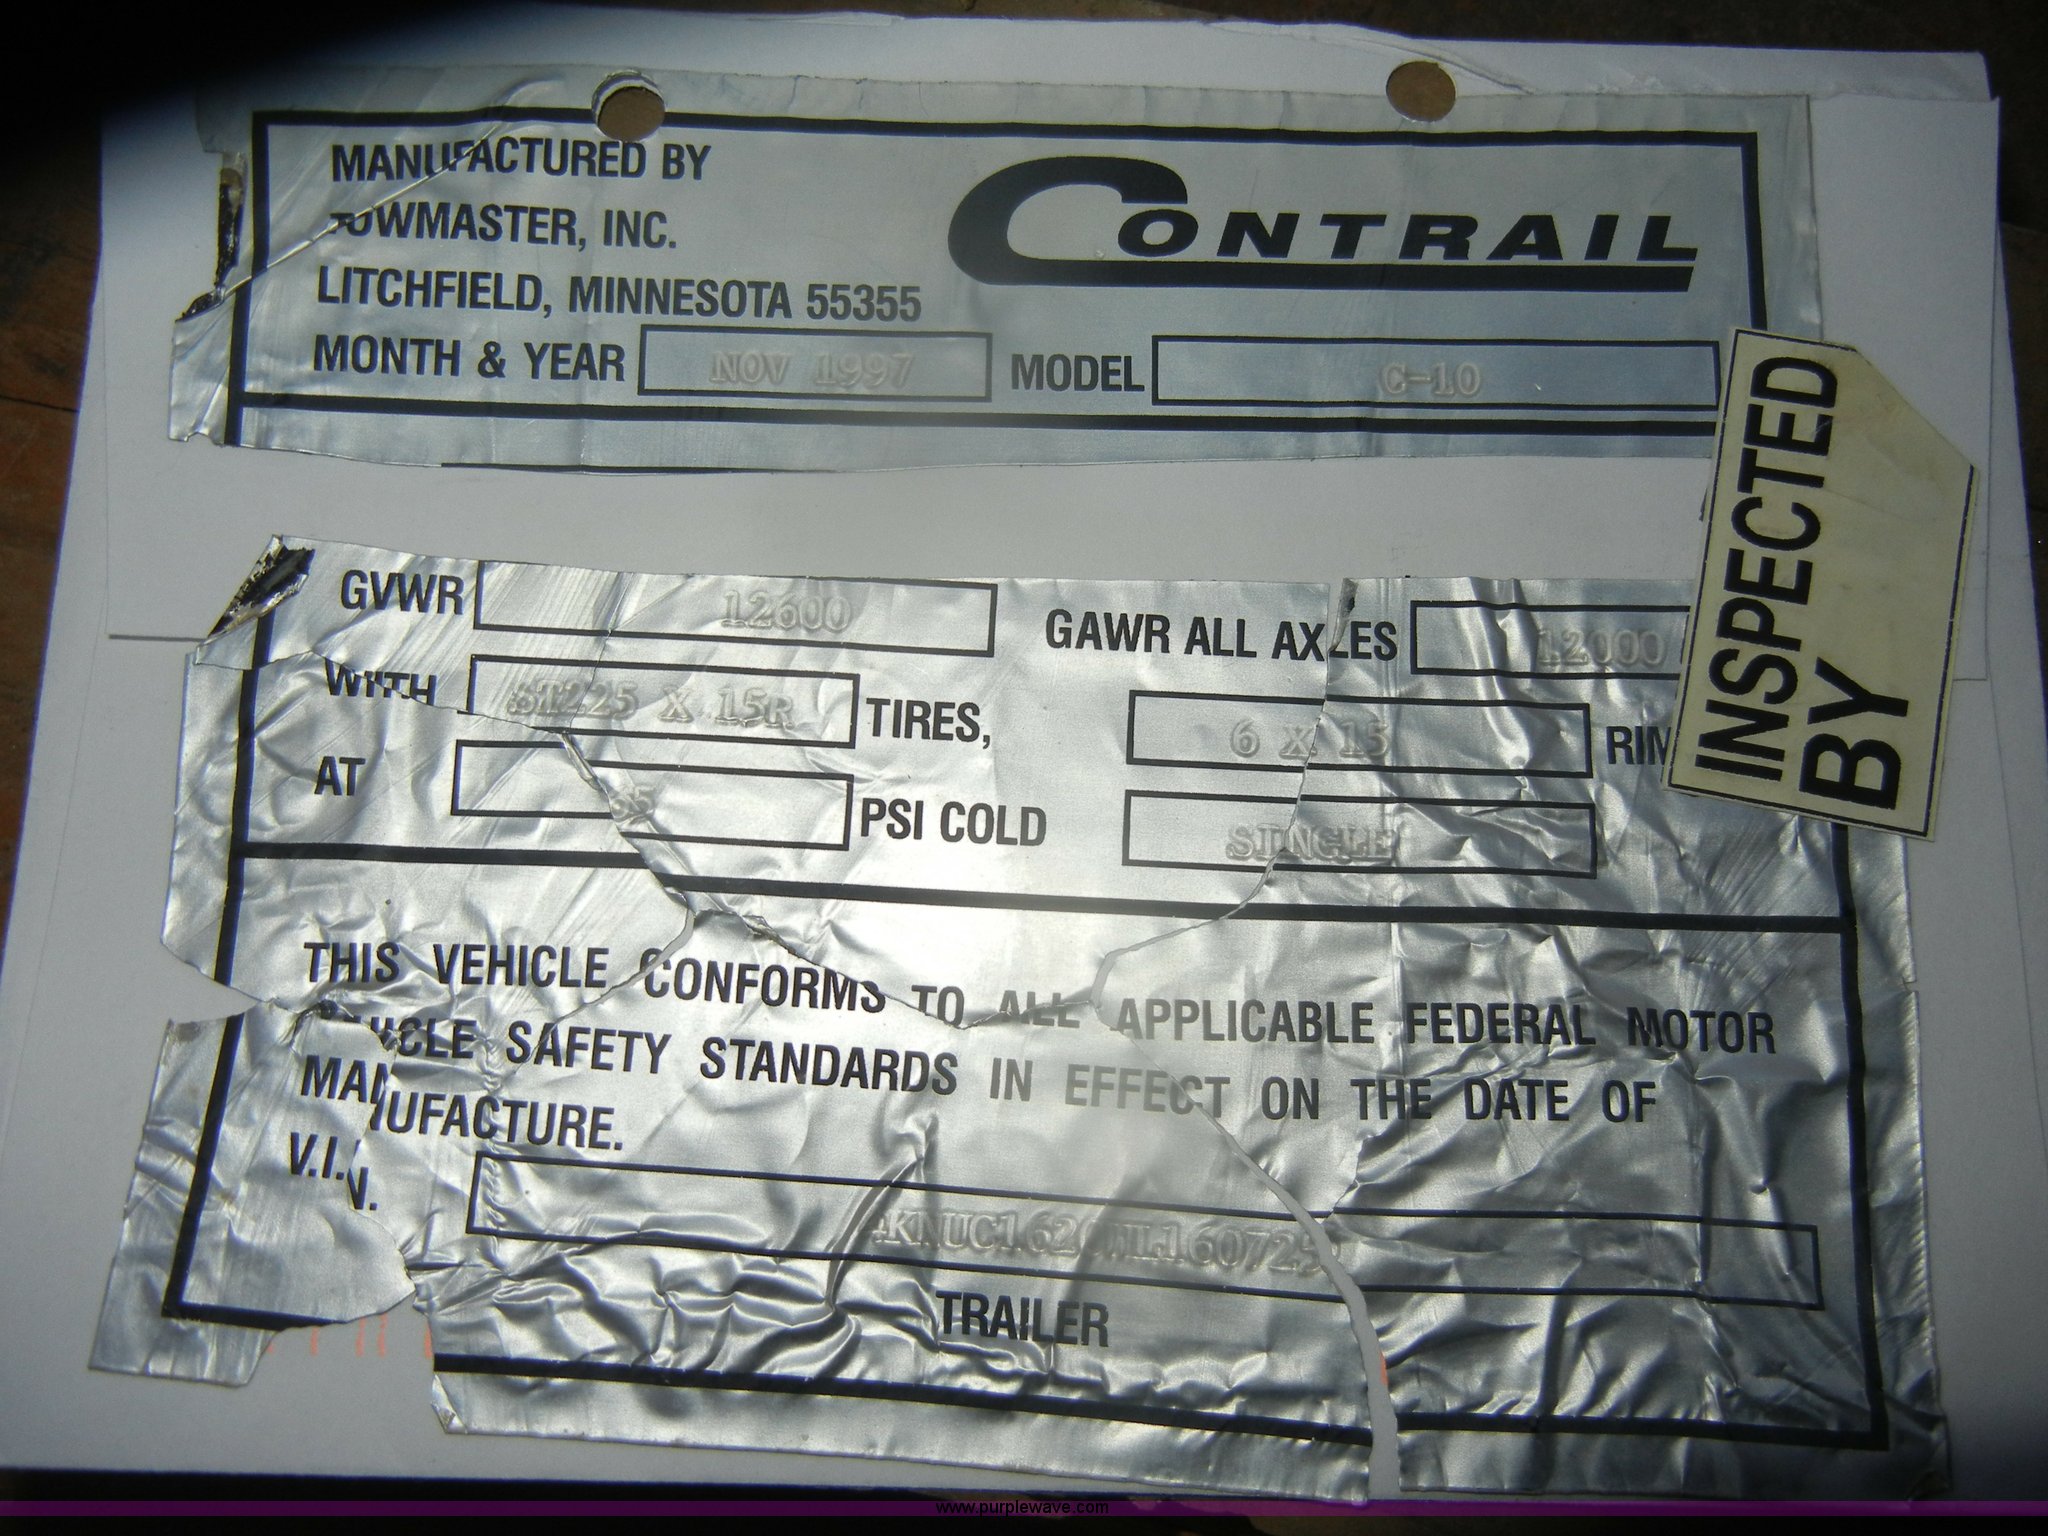 MANUFACTURED BY
TOWMASTER, INC.
CONTRAIL
LITCHFIELD, MINNESOTA 55355
MONTH & YEAR NOV 1997 MODEL C-10
INSPECTED
BY
GVWR 12600 GAWR ALL AXLES 12000
WITH ST225 X 15R TIRES, 6 X 15 RIM
AT PSI COLD SINGLE
THIS VEHICLE CONFORMS TO ALL APPLICABLE FEDERAL MOTOR
VEHICLE SAFETY STANDARDS IN EFFECT ON THE DATE OF
MANUFACTURE.
V.I.N.
TRAILER
www.purplewave.com